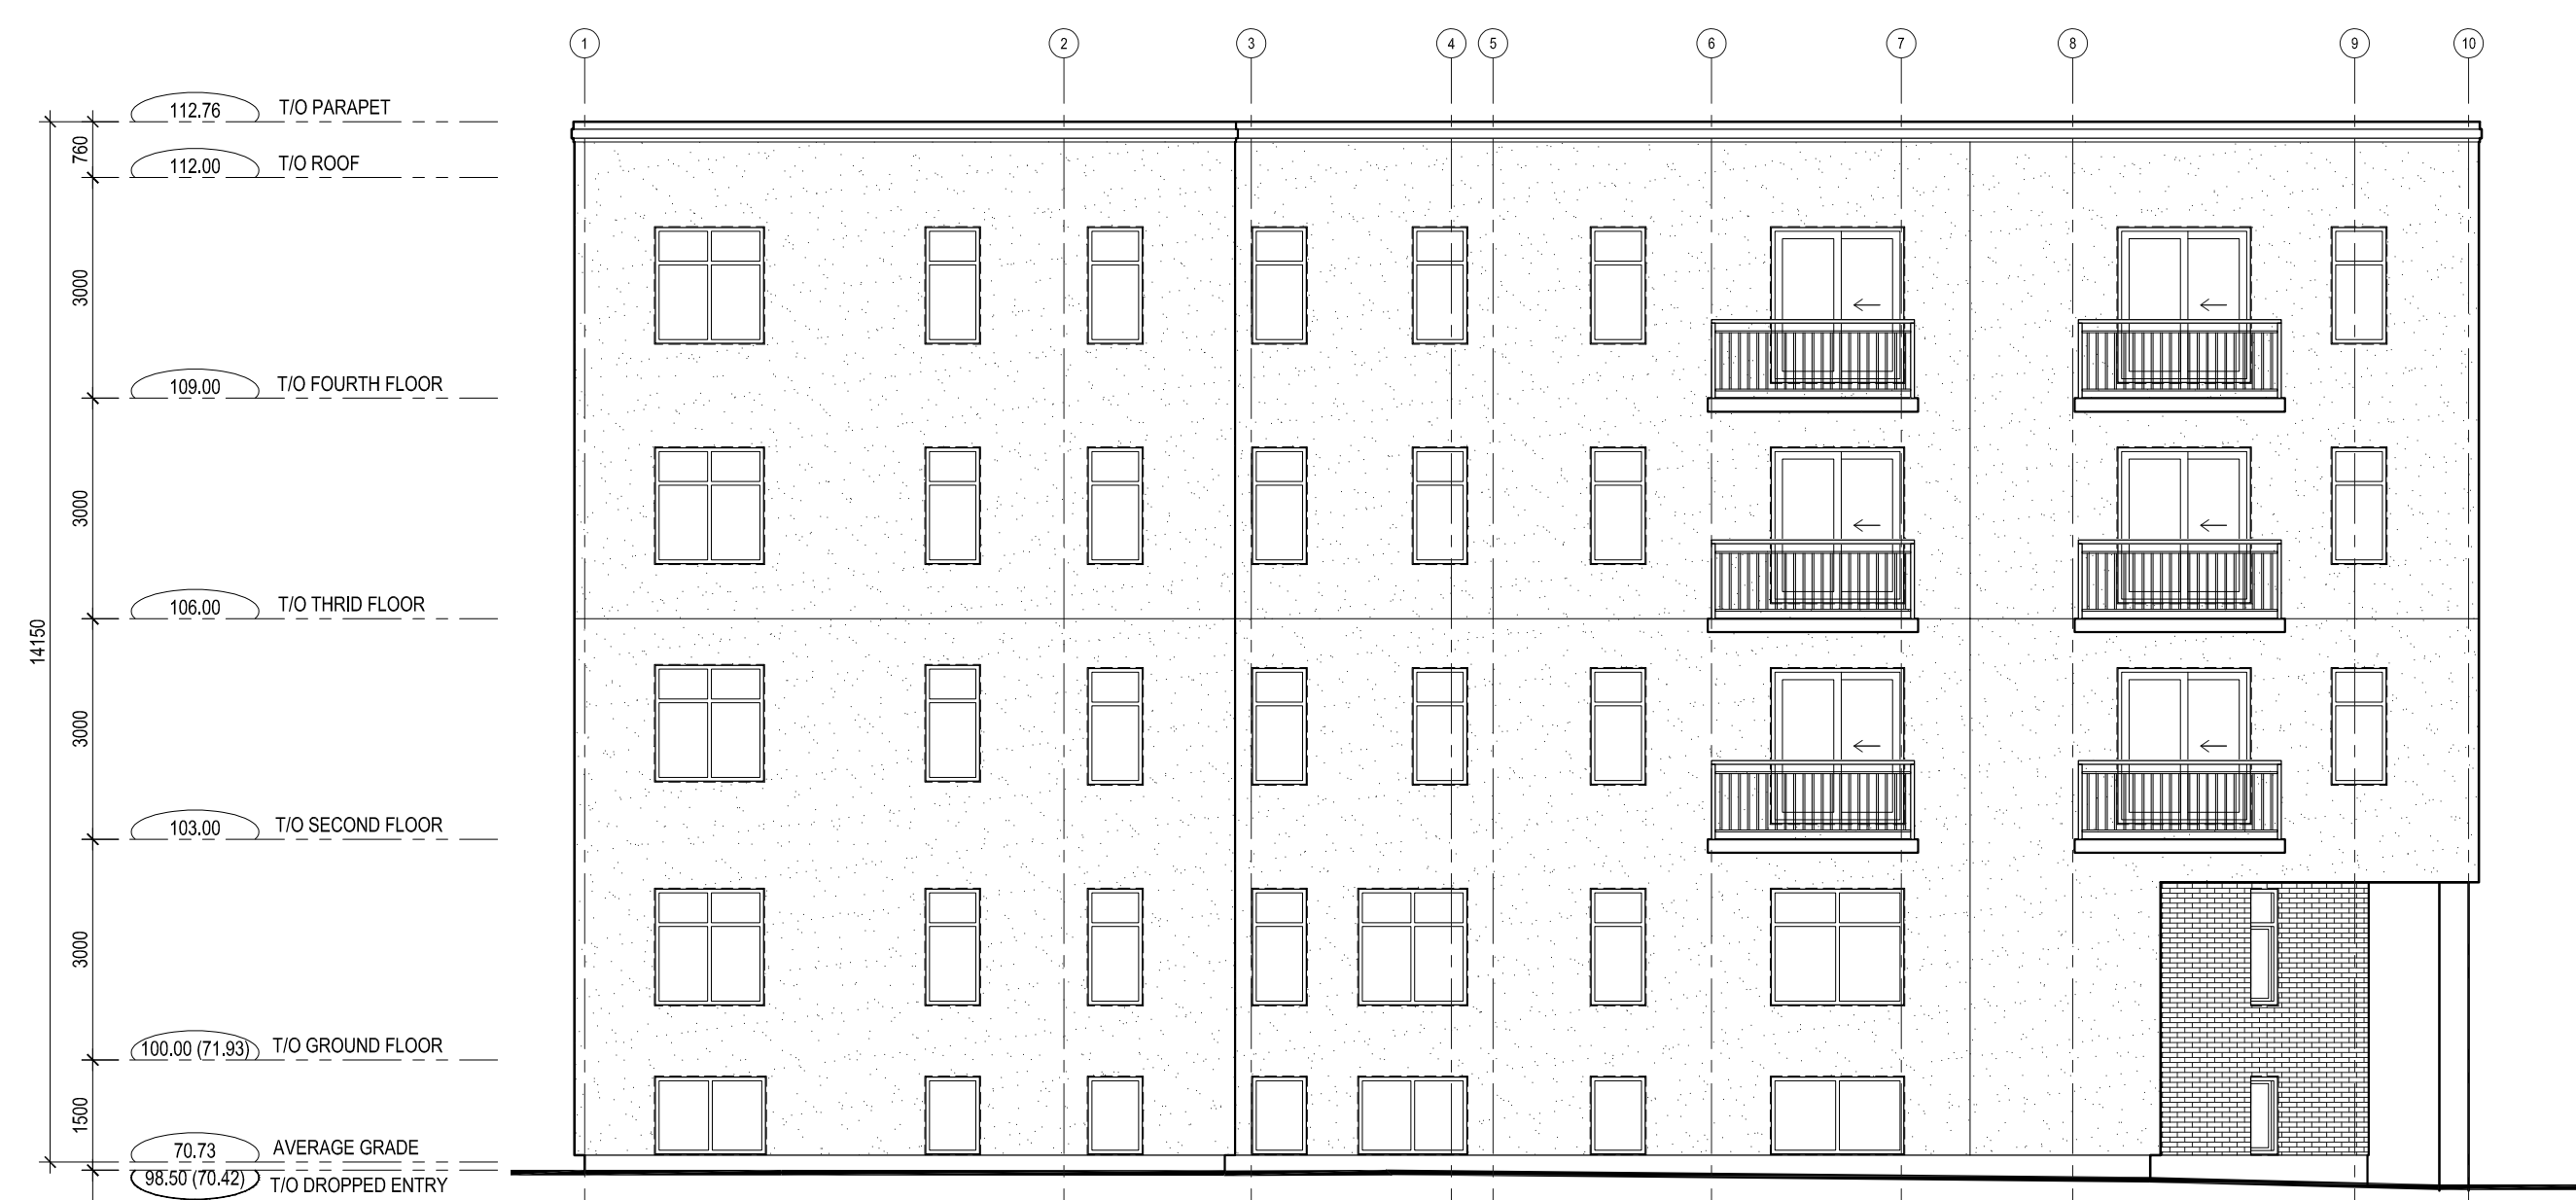 1 2 3 4 5 6 7 8 9 10
112.76 T/O PARAPET
760
112.00 T/O ROOF
3000
109.00 T/O FOURTH FLOOR
3000
106.00 T/O THRID FLOOR
14150
3000
103.00 T/O SECOND FLOOR
3000
100.00 (71.93) T/O GROUND FLOOR
1500
70.73 AVERAGE GRADE
98.50 (70.42) T/O DROPPED ENTRY